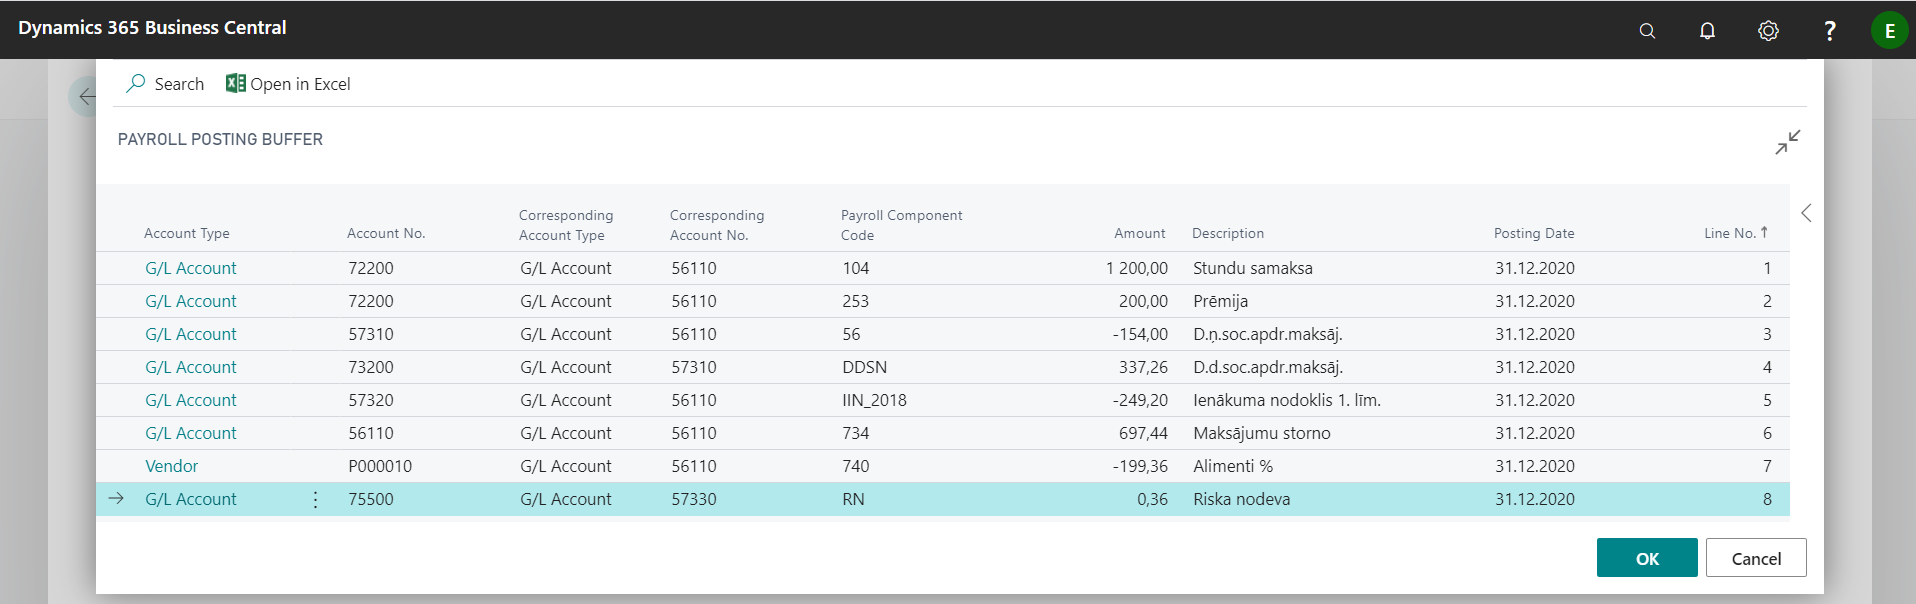 Dynamics 365 Business Central
?
E
Search Open in Excel
PAYROLL POSTING BUFFER
Account Type Account No. Corresponding Account Type Corresponding Account No. Payroll Component Code Amount Description Posting Date Line No. ↑
G/L Account 72200 G/L Account 56110 104 1 200,00 Stundu samaksa 31.12.2020 1
G/L Account 72200 G/L Account 56110 253 200,00 Prēmija 31.12.2020 2
G/L Account 57310 G/L Account 56110 56 -154,00 D.ņ.soc.apdr.maksāj. 31.12.2020 3
G/L Account 73200 G/L Account 57310 DDSN 337,26 D.d.soc.apdr.maksāj. 31.12.2020 4
G/L Account 57320 G/L Account 56110 IIN_2018 -249,20 Ienākuma nodoklis 1. līm. 31.12.2020 5
G/L Account 56110 G/L Account 56110 734 697,44 Maksājumu storno 31.12.2020 6
Vendor P000010 G/L Account 56110 740 -199,36 Alimenti % 31.12.2020 7
G/L Account 75500 G/L Account 57330 RN 0,36 Riska nodeva 31.12.2020 8
OK Cancel